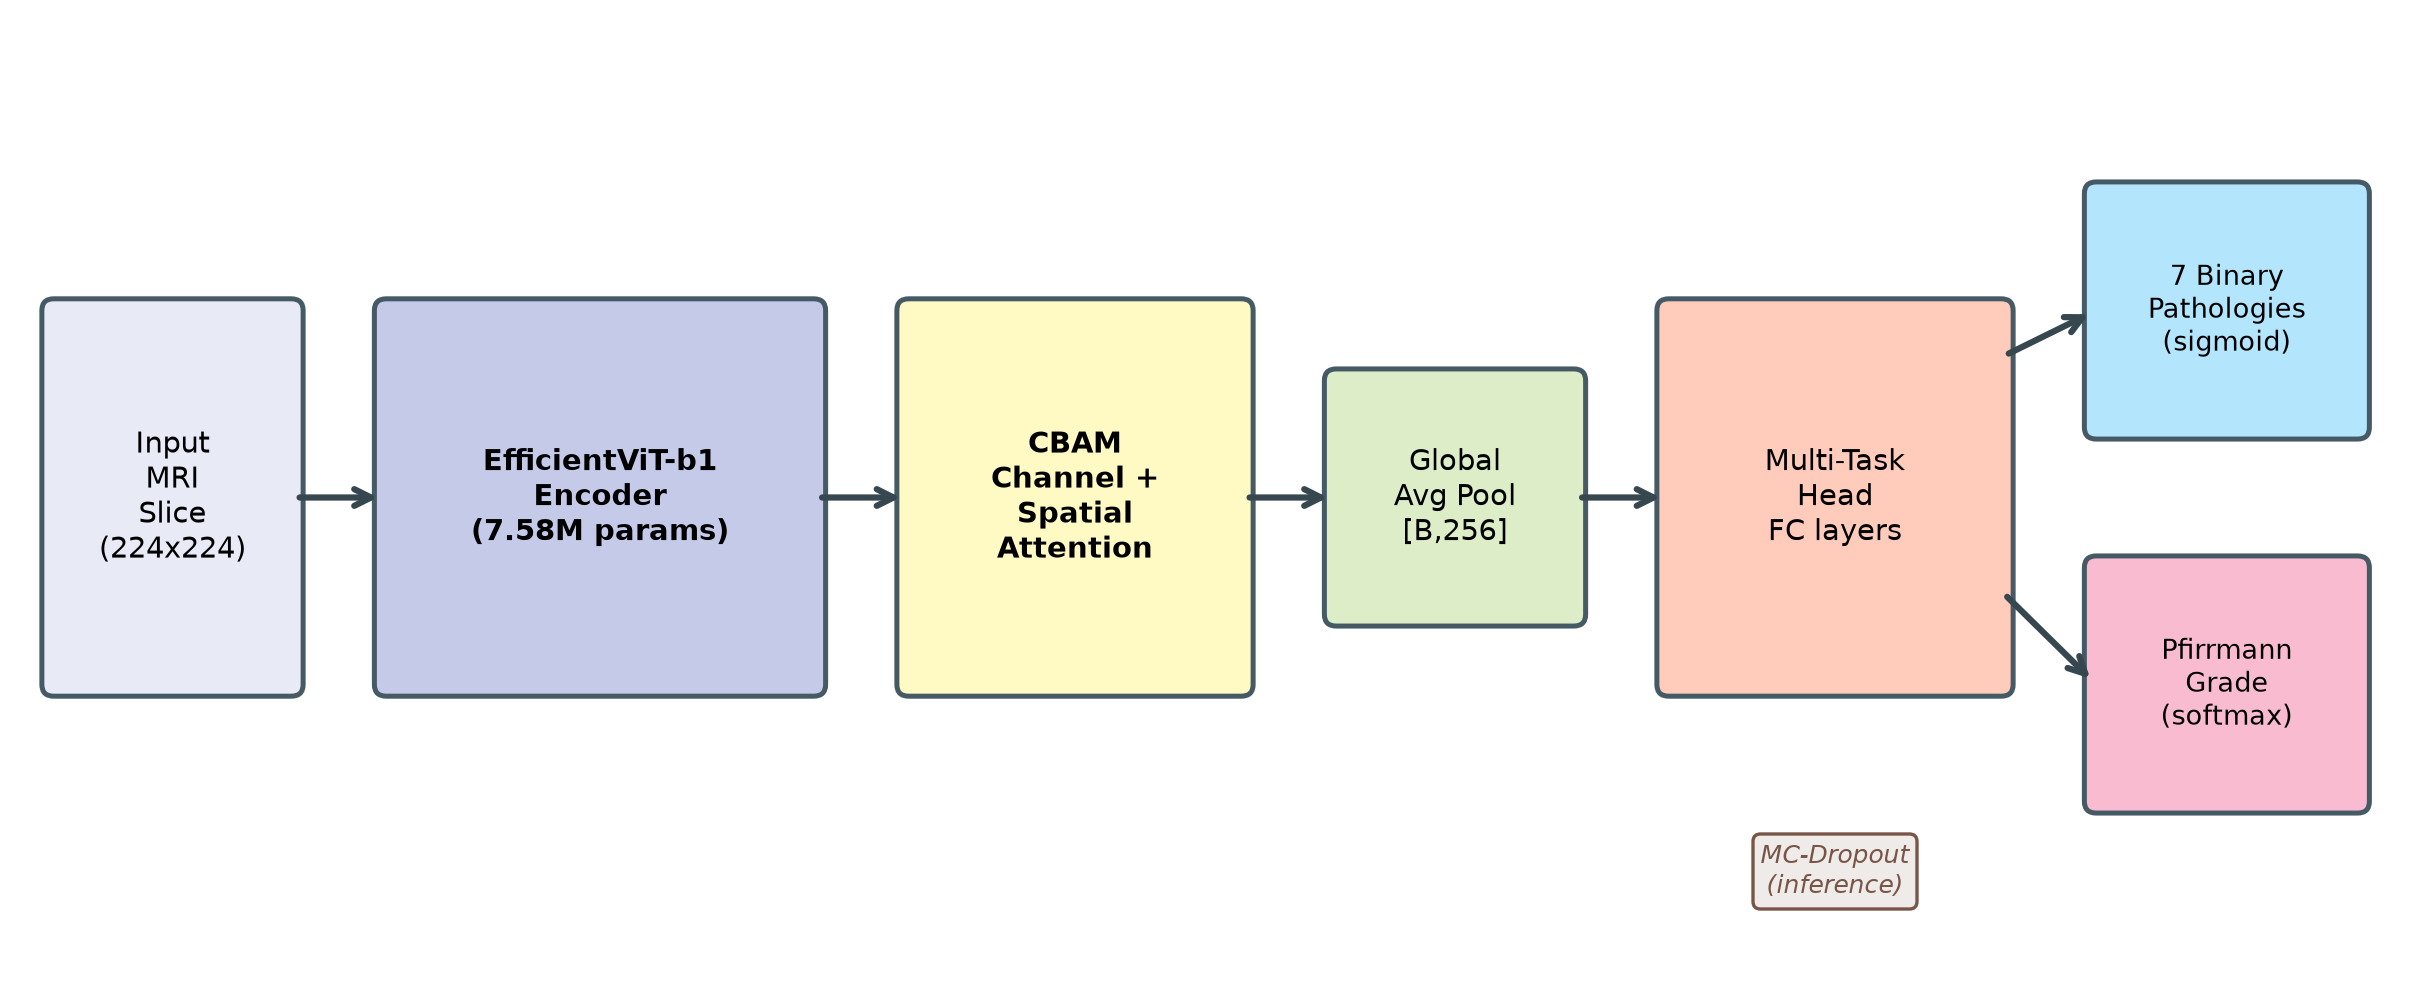 Input
MRI
Slice
(224x224)
EfficientViT-b1
Encoder
(7.58M params)
CBAM
Channel +
Spatial
Attention
Global
Avg Pool
[B,256]
Multi-Task
Head
FC layers
7 Binary
Pathologies
(sigmoid)
Pfirrmann
Grade
(softmax)
MC-Dropout
(inference)